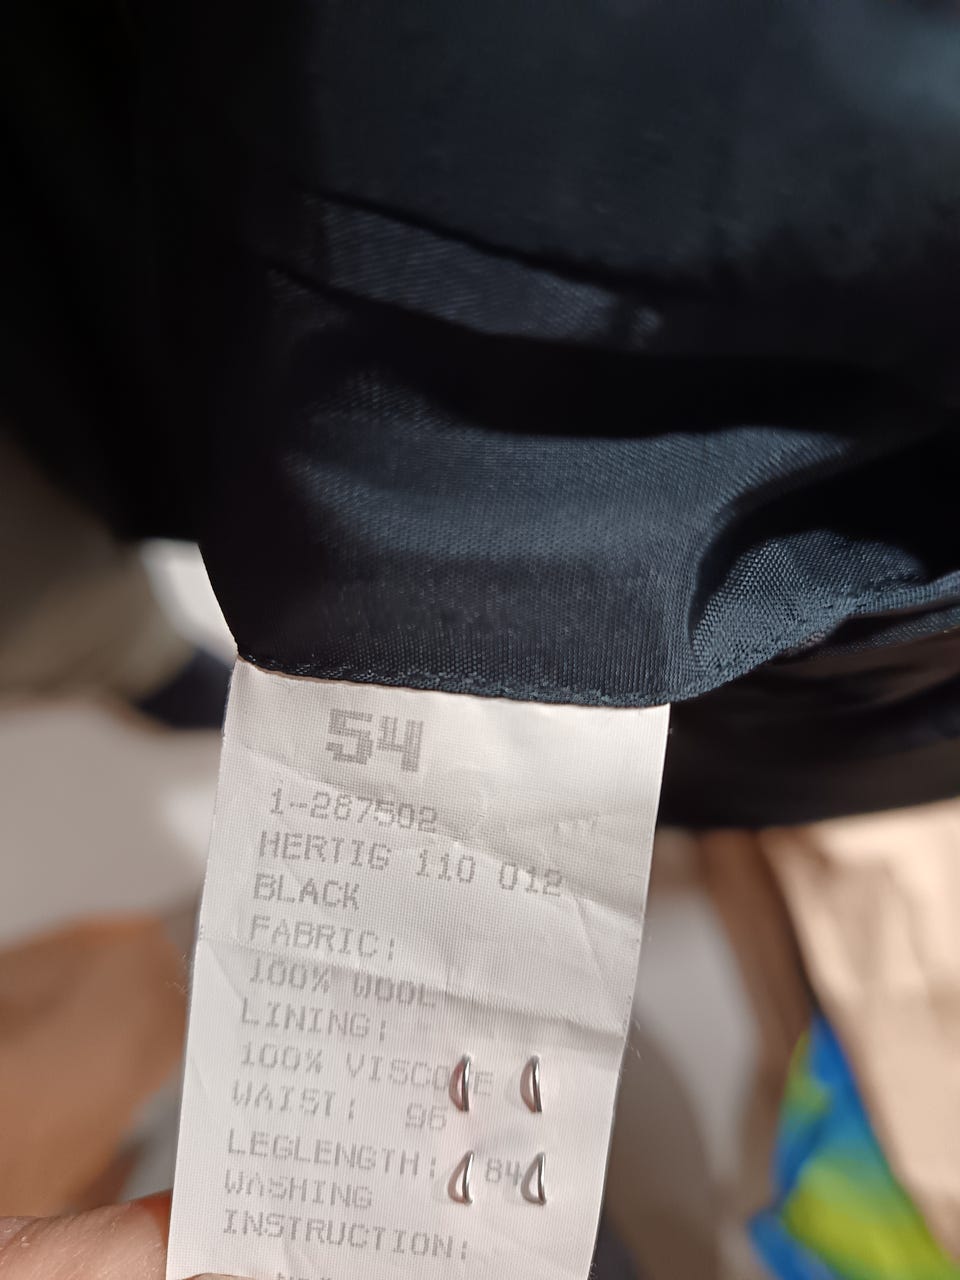 54
1-287502
HERTIG 110 012
BLACK
FABRIC:
100% WOOL
LINING:
100% VISCOSE
WAIST: 96
LEGLENGTH: 84
WASHING
INSTRUCTION: